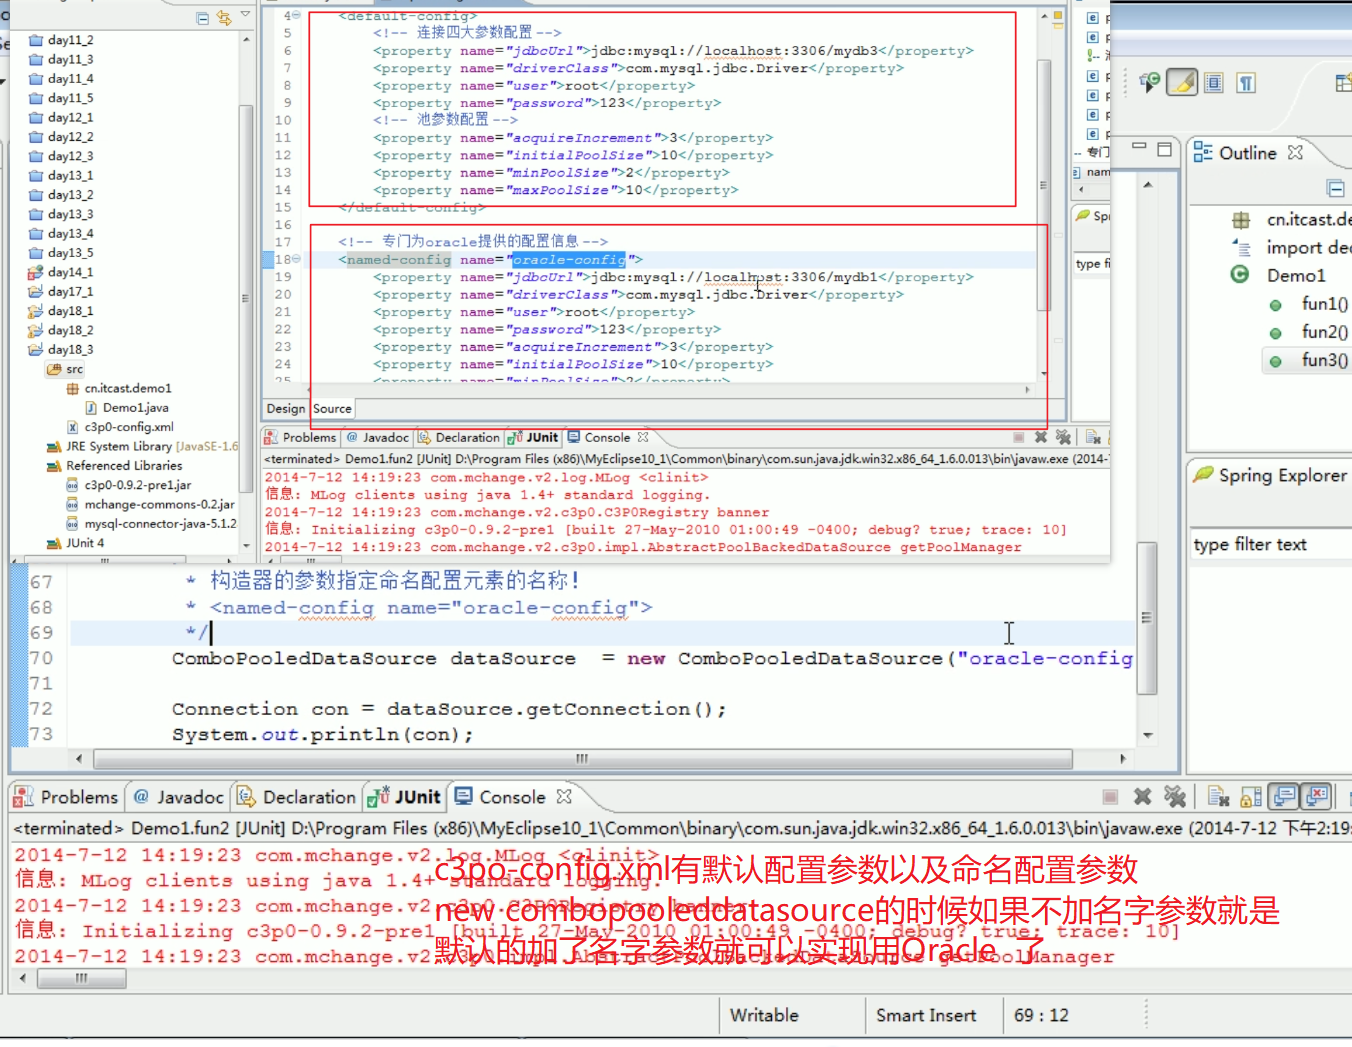 day11_2
day11_3
day11_4
day11_5
day12_1
day12_2
day12_3
day13_1
day13_2
day13_3
day13_4
day13_5
day14_1
day17_1
day18_1
day18_2
day18_3
src
cn.itcast.demo1
Demo1.java
c3p0-config.xml
JRE System Library [JavaSE-1.6
Referenced Libraries
c3p0-0.9.2-pre1.jar
mchange-commons-0.2.jar
mysql-connector-java-5.1.2
JUnit 4
4 <default-config>
5 <!-- 连接四大参数配置 -->
6 <property name="jdbcUrl">jdbc:mysql://localhost:3306/mydb3</property>
7 <property name="driverClass">com.mysql.jdbc.Driver</property>
8 <property name="user">root</property>
9 <property name="password">123</property>
10 <!-- 池参数配置 -->
11 <property name="acquireIncrement">3</property>
12 <property name="initialPoolSize">10</property>
13 <property name="minPoolSize">2</property>
14 <property name="maxPoolSize">10</property>
15 </default-config>
16
17 <!-- 专门为oracle提供的配置信息 -->
18 <named-config name="oracle-config">
19 <property name="jdbcUrl">jdbc:mysql://localhost:3306/mydb1</property>
20 <property name="driverClass">com.mysql.jdbc.Driver</property>
21 <property name="user">root</property>
22 <property name="password">123</property>
23 <property name="acquireIncrement">3</property>
24 <property name="initialPoolSize">10</property>
25 <property name="minPoolSize">2</property>
Design Source
Problems @ Javadoc Declaration JUnit Console
<terminated> Demo1.fun2 [JUnit] D:\Program Files (x86)\MyEclipse10_1\Common\binary\com.sun.java.jdk.win32.x86_64_1.6.0.013\bin\javaw.exe (2014-7-
2014-7-12 14:19:23 com.mchange.v2.log.MLog <clinit>
信息: MLog clients using java 1.4+ standard logging.
2014-7-12 14:19:23 com.mchange.v2.c3p0.C3P0Registry banner
信息: Initializing c3p0-0.9.2-pre1 [built 27-May-2010 01:00:49 -0400; debug? true; trace: 10]
2014-7-12 14:19:23 com.mchange.v2.c3p0.impl.AbstractPoolBackedDataSource getPoolManager
-- 专门
nam
Sp
type fi
Outline
cn.itcast.de
import dec
Demo1
fun1()
fun2()
fun3()
Spring Explorer
type filter text
67 * 构造器的参数指定命名配置元素的名称!
68 * <named-config name="oracle-config">
69 */
70 ComboPooledDataSource dataSource = new ComboPooledDataSource("oracle-config
71
72 Connection con = dataSource.getConnection();
73 System.out.println(con);
Problems @ Javadoc Declaration JUnit Console
<terminated> Demo1.fun2 [JUnit] D:\Program Files (x86)\MyEclipse10_1\Common\binary\com.sun.java.jdk.win32.x86_64_1.6.0.013\bin\javaw.exe (2014-7-12 下午2:19:
2014-7-12 14:19:23 com.mchange.v2.log.MLog <clinit>
信息: MLog clients using java 1.4+ standard logging.
2014-7-12 14:19:23 com.mchange.v2.c3p0.C3P0Registry banner
信息: Initializing c3p0-0.9.2-pre1 [built 27-May-2010 01:00:49 -0400; debug? true; trace: 10]
2014-7-12 14:19:23 com.mchange.v2.c3p0.impl.AbstractPoolBackedDataSource getPoolManager
c3po-config.xml有默认配置参数以及命名配置参数
new combopooleddatasource的时候如果不加名字参数就是
默认的加了名字参数就可以实现用Oracle 了
Writable
Smart Insert
69 : 12